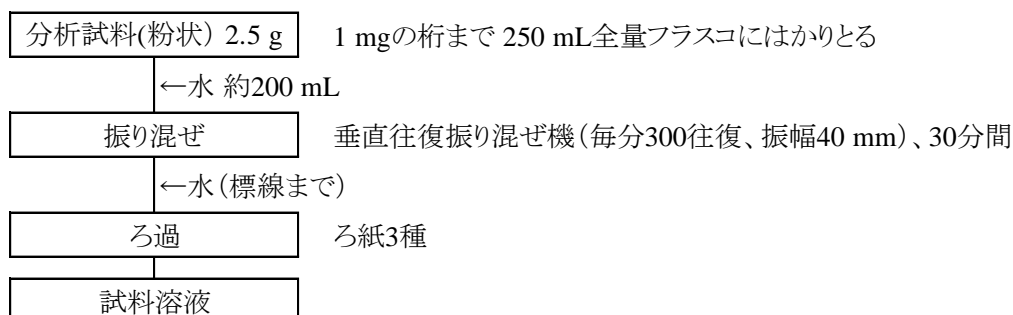 分析試料(粉状) 2.5 g 1 mgの桁まで 250 mL全量フラスコにはかりとる
←水 約200 mL
振り混ぜ 垂直往復振り混ぜ機(毎分300往復、振幅40 mm)、30分間
←水(標線まで)
ろ過 ろ紙3種
試料溶液